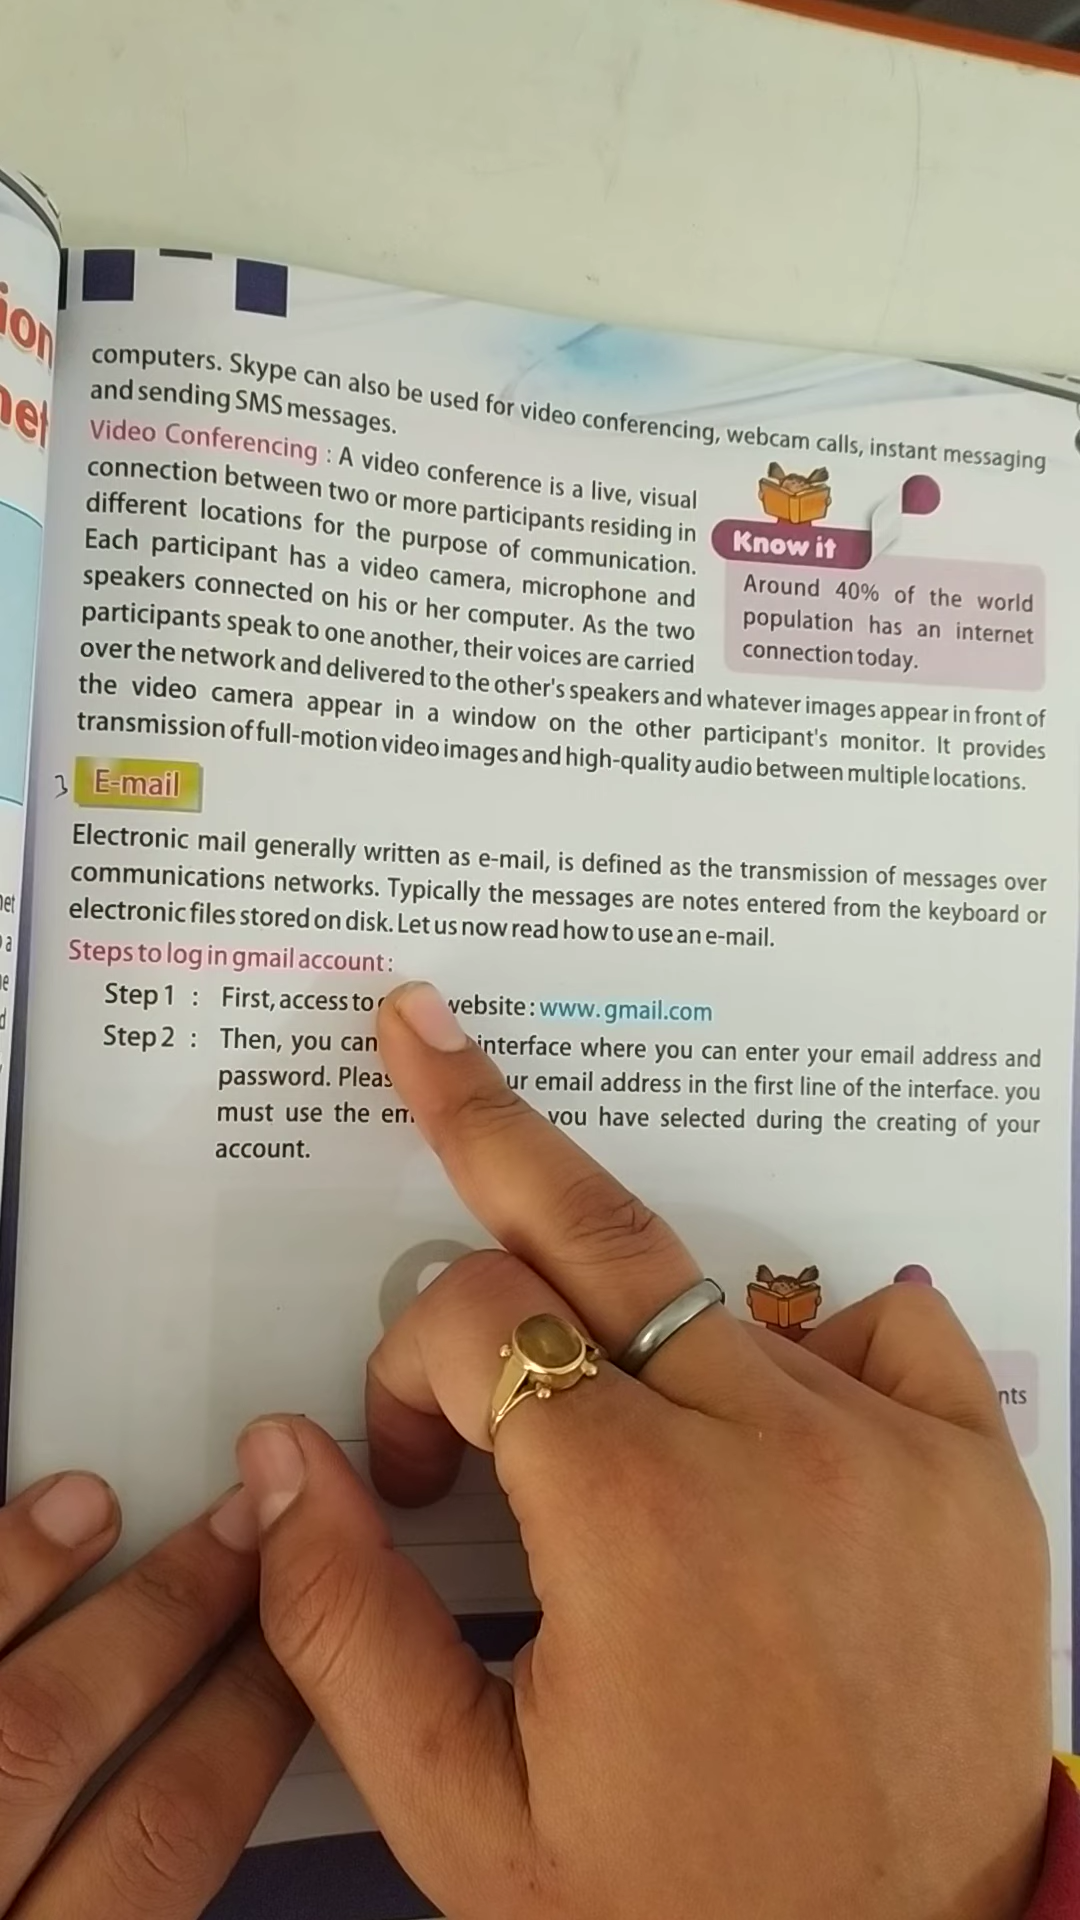 ion
net
computers. Skype can also be used for video conferencing, webcam calls, instant messaging
and sending SMS messages.
Video Conferencing : A video conference is a live, visual
connection between two or more participants residing in
different locations for the purpose of communication.
Each participant has a video camera, microphone and
speakers connected on his or her computer. As the two
participants speak to one another, their voices are carried
over the network and delivered to the other's speakers and whatever images appear in front of
the video camera appear in a window on the other participant's monitor. It provides
transmission of full-motion video images and high-quality audio between multiple locations.
Know it
Around 40% of the world
population has an internet
connection today.
3 E-mail
Electronic mail generally written as e-mail, is defined as the transmission of messages over
communications networks. Typically the messages are notes entered from the keyboard or
electronic files stored on disk. Let us now read how to use an e-mail.
Steps to log in gmail account :
Step 1 : First, access to website : www.gmail.com
Step 2 : Then, you can interface where you can enter your email address and
password. email address in the first line of the interface. you
must use the you have selected during the creating of your
account.